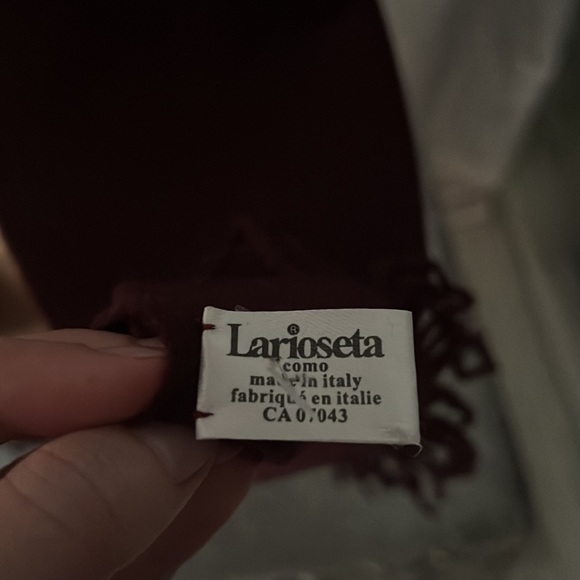 ®
Larioseta
como
made in italy
fabriqué en italie
CA 07043